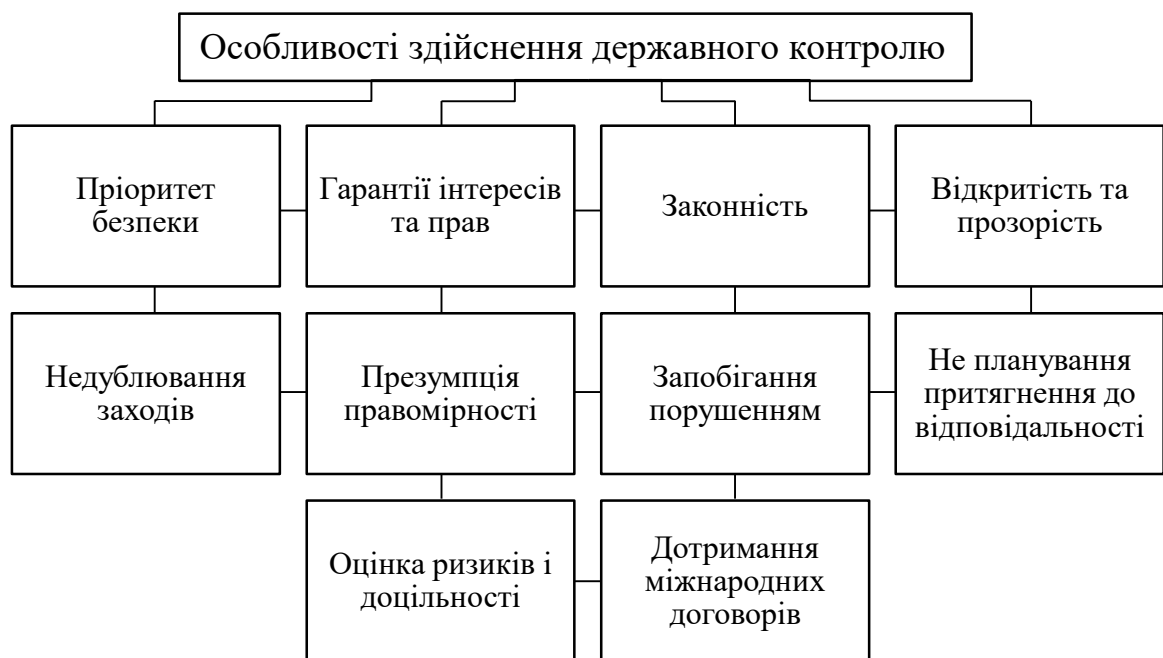 Особливості здійснення державного контролю
Пріоритет
безпеки
Гарантії інтересів
та прав
Законність
Відкритість та
прозорість
Недублювання
заходів
Презумпція
правомірності
Запобігання
порушенням
Не планування
притягнення до
відповідальності
Оцінка ризиків і
доцільності
Дотримання
міжнародних
договорів